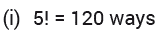 (i) 5! = 120 ways